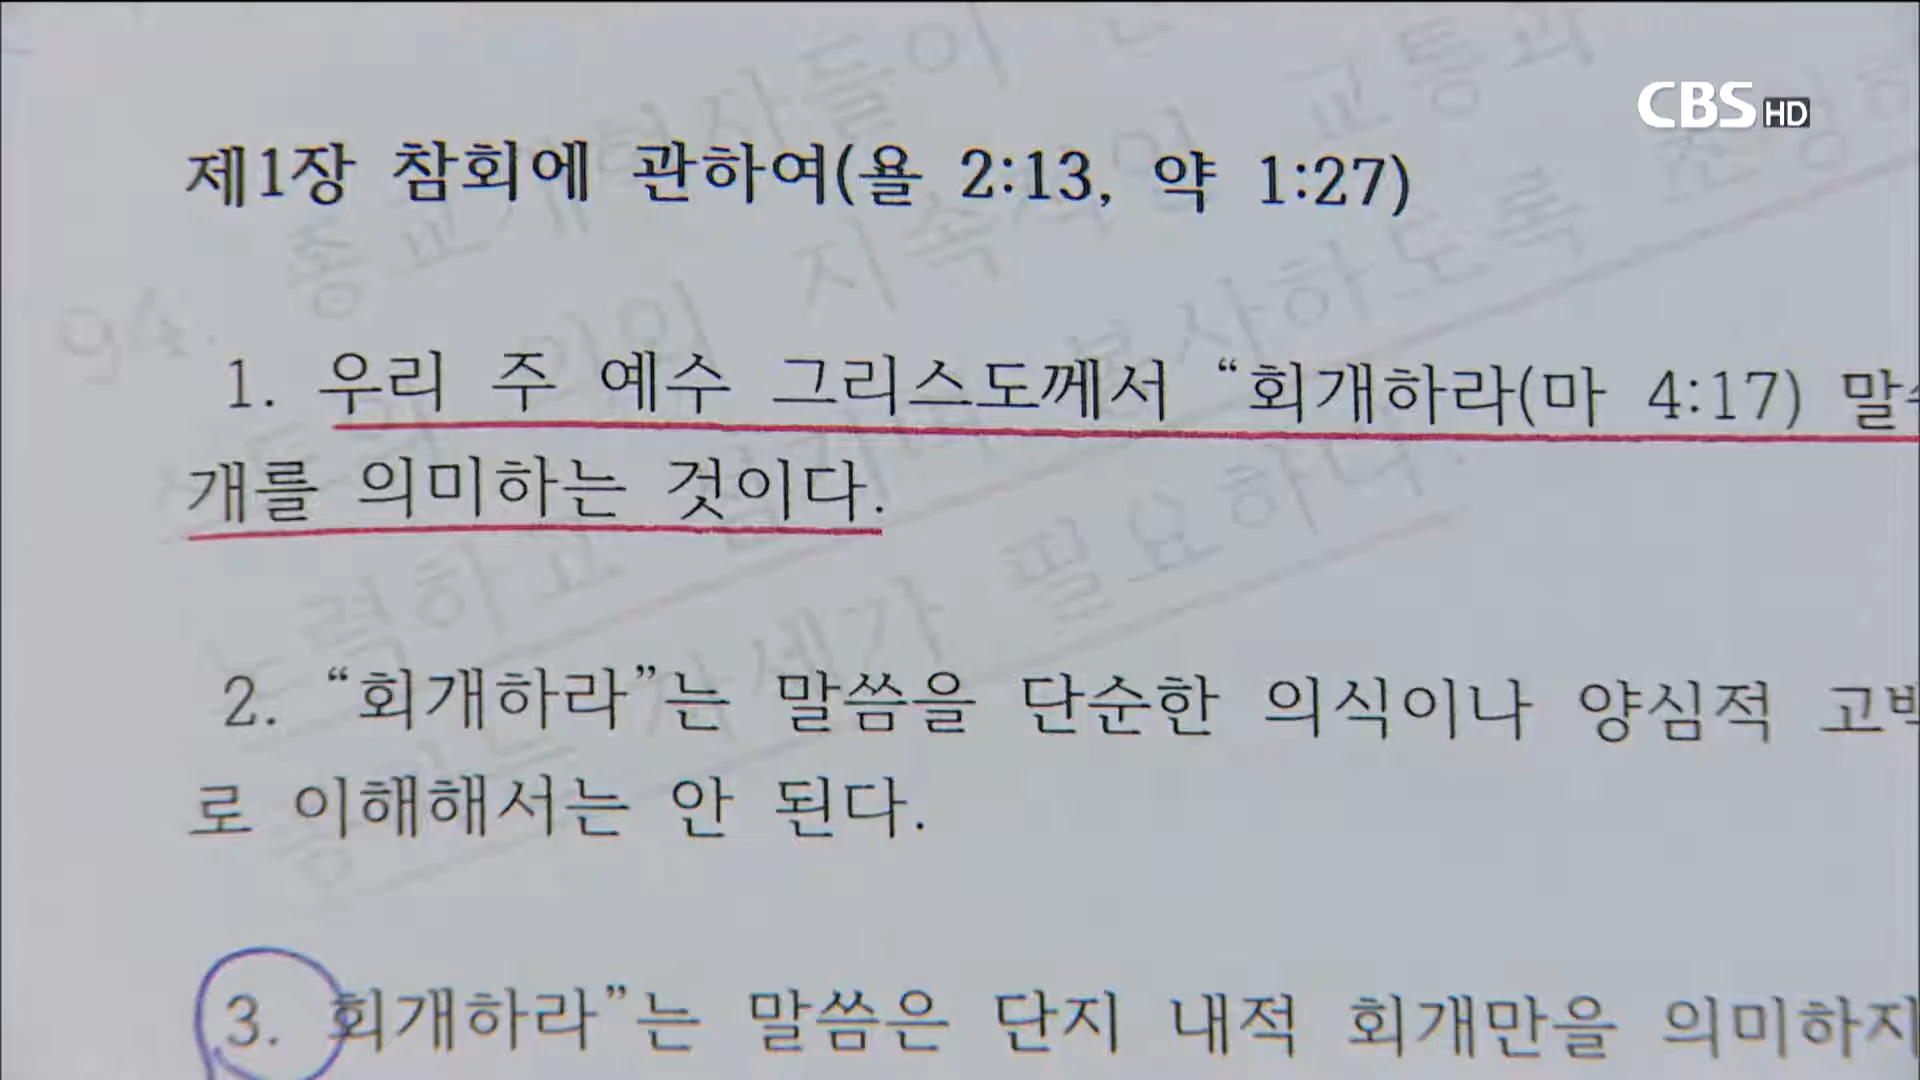 CBS HD
제1장 참회에 관하여(욜 2:13, 약 1:27)
1. 우리 주 예수 그리스도께서 “회개하라(마 4:17)
개를 의미하는 것이다.
2. “회개하라”는 말씀을 단순한 의식이나 양심적
로 이해해서는 안 된다.
3. 회개하라”는 말씀은 단지 내적 회개만을 의미하지